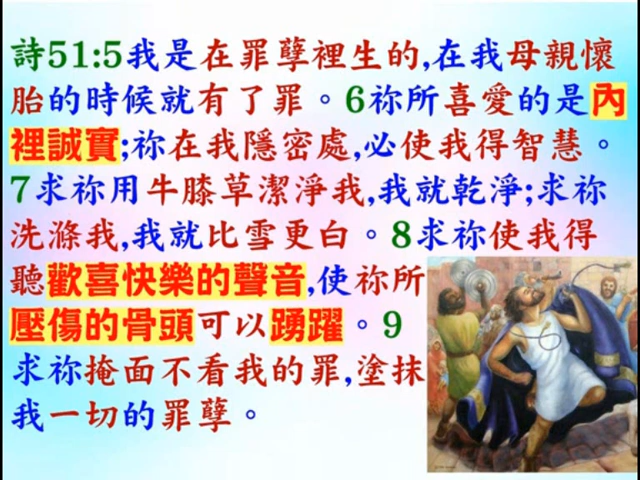 詩51:5我是在罪孽裡生的,在我母親懷
胎的時候就有了罪。6祢所喜愛的是內
裡誠實;祢在我隱密處,必使我得智慧。
7求祢用牛膝草潔淨我,我就乾淨;求祢
洗滌我,我就比雪更白。8求祢使我得
聽歡喜快樂的聲音,使祢所
壓傷的骨頭可以踴躍。9
求祢掩面不看我的罪,塗抹
我一切的罪孽。